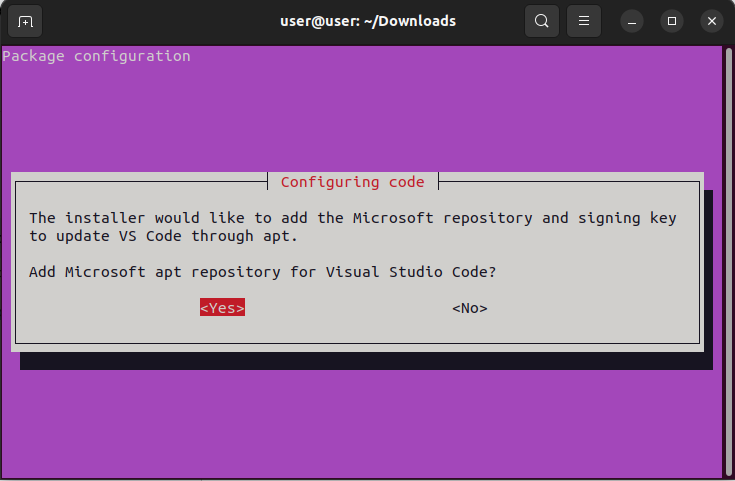 user@user: ~/Downloads
Package configuration
Configuring code
The installer would like to add the Microsoft repository and signing key
to update VS Code through apt.
Add Microsoft apt repository for Visual Studio Code?
<Yes> <No>